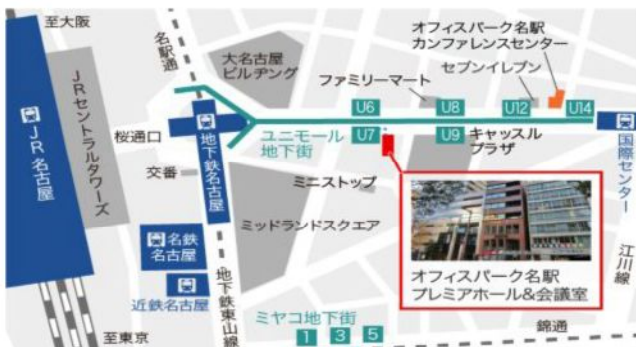 至大阪
名駅通
大名古屋
ビルヂング
オフィスパーク名駅
カンファレンスセンター
ファミリーマート
セブンイレブン
JRセントラルタワーズ
JR名古屋
桜通口
地下鉄名古屋
ユニモール
地下街
U6
U8
U12
U14
U7
U9
キャッスル
プラザ
国際センター
交番
ミニストップ
ミッドランドスクエア
名鉄
名古屋
近鉄名古屋
地下鉄東山線
オフィスパーク名駅
プレミアホール&会議室
江川線
ミヤコ地下街
1
3
5
錦通
至東京